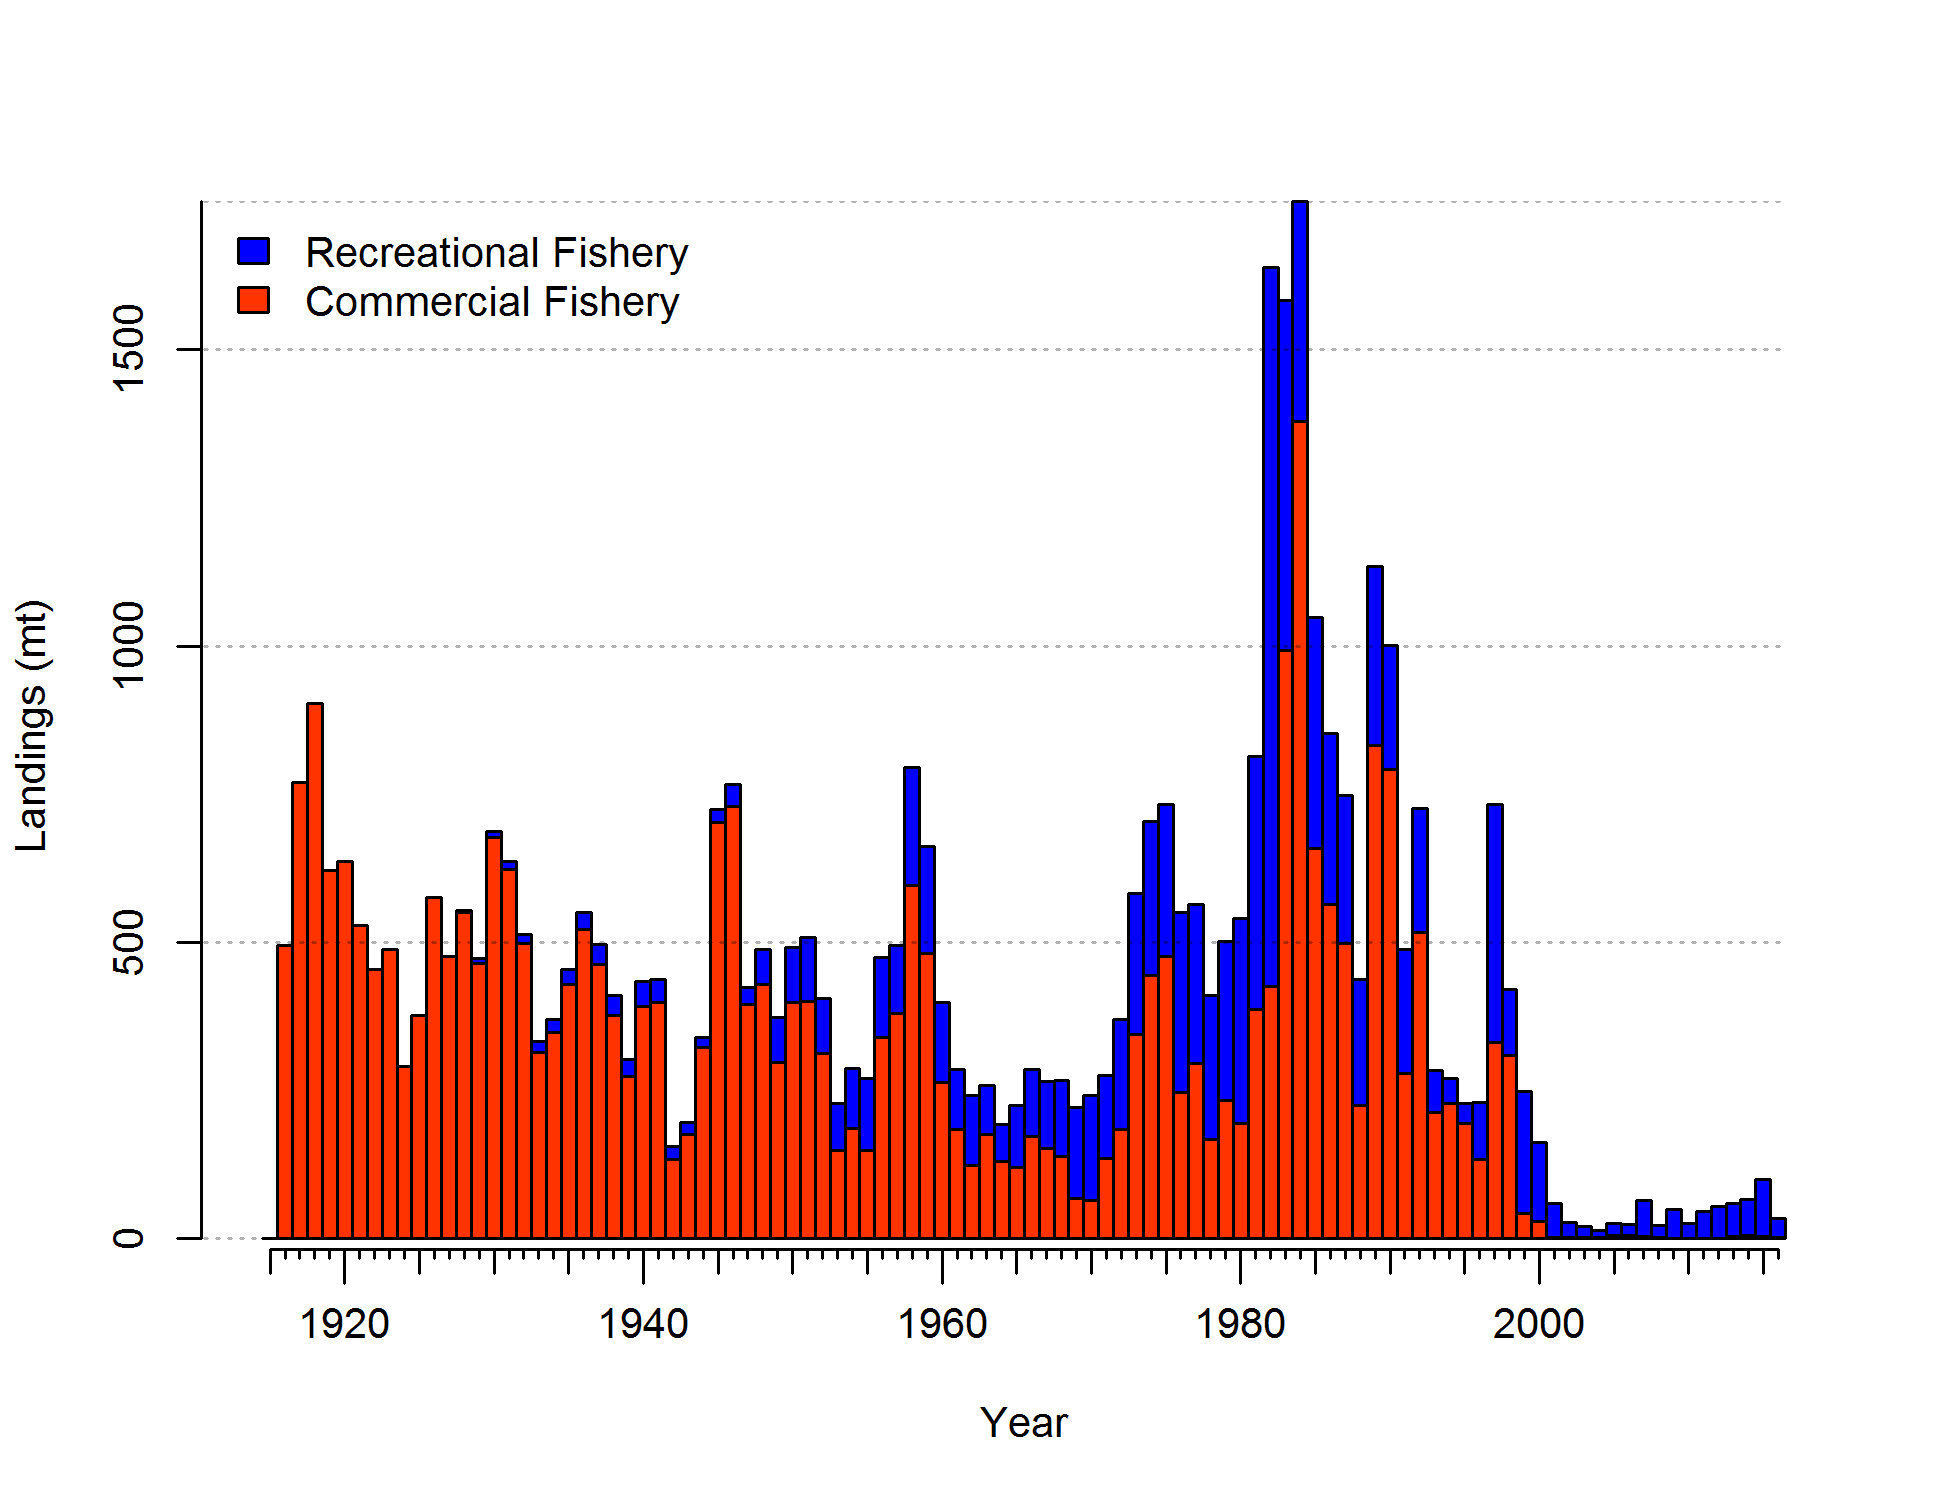 Recreational Fishery
Commercial Fishery
Landings (mt)
1500
1000
500
0
1920 1940 1960 1980 2000
Year